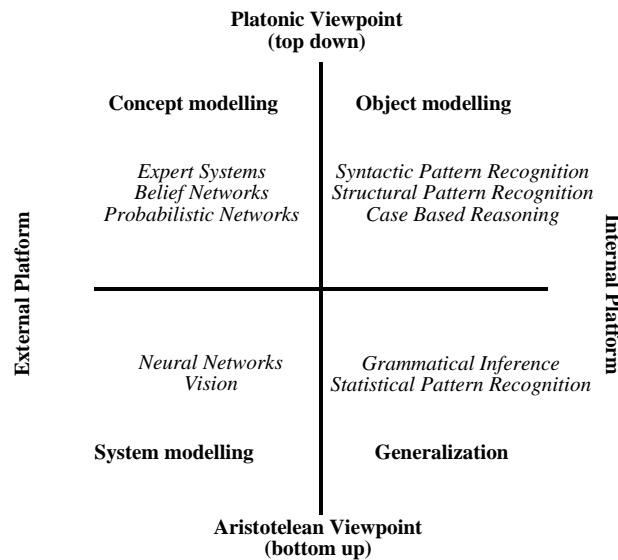 Platonic Viewpoint
(top down)
Concept modelling
Object modelling
Expert Systems
Belief Networks
Probabilistic Networks
Syntactic Pattern Recognition
Structural Pattern Recognition
Case Based Reasoning
External Platform
Internal Platform
Neural Networks
Vision
Grammatical Inference
Statistical Pattern Recognition
System modelling
Generalization
Aristotelean Viewpoint
(bottom up)